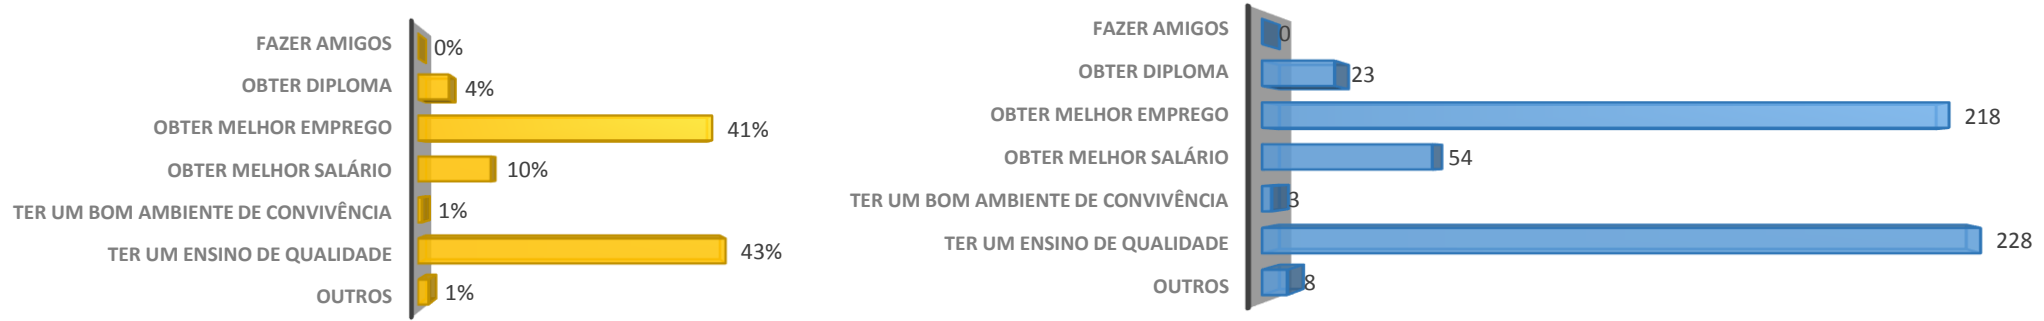 FAZER AMIGOS 0%
OBTER DIPLOMA 4%
OBTER MELHOR EMPREGO 41%
OBTER MELHOR SALÁRIO 10%
TER UM BOM AMBIENTE DE CONVIVÊNCIA 1%
TER UM ENSINO DE QUALIDADE 43%
OUTROS 1%
FAZER AMIGOS 0
OBTER DIPLOMA 23
OBTER MELHOR EMPREGO 218
OBTER MELHOR SALÁRIO 54
TER UM BOM AMBIENTE DE CONVIVÊNCIA 3
TER UM ENSINO DE QUALIDADE 228
OUTROS 8